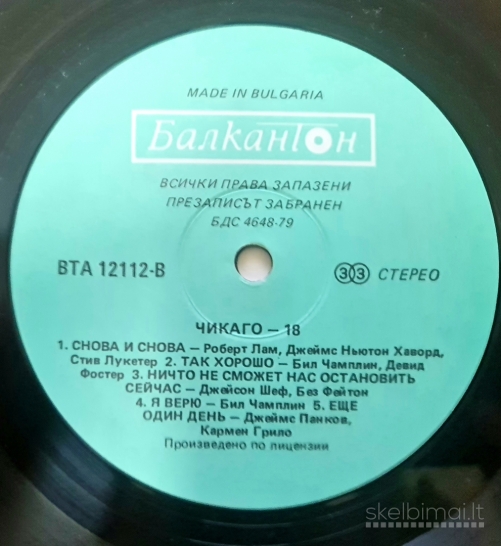 MADE IN BULGARIA
Балкантон
ВСИЧКИ ПРАВА ЗАПАЗЕНИ
ПРЕЗАПИСЪТ ЗАБРАНЕН
БДС 4648-79
ВТА 12112-В
33 СТЕРЕО
ЧИКАГО – 18
1. СНОВА И СНОВА – Роберт Лам, Джеймс Ньютон Хаворд,
Стив Лукетер 2. ТАК ХОРОШО – Бил Чамплин, Девид
Фостер 3. НИЧТО НЕ СМОЖЕТ НАС ОСТАНОВИТЬ
СЕЙЧАС – Джейсон Шеф, Без Фейтон
4. Я ВЕРЮ – Бил Чамплин 5. ЕЩЕ
ОДИН ДЕНЬ – Джеймс Панков,
Кармен Грило
Произведено по лицензии
skelbimai.lt